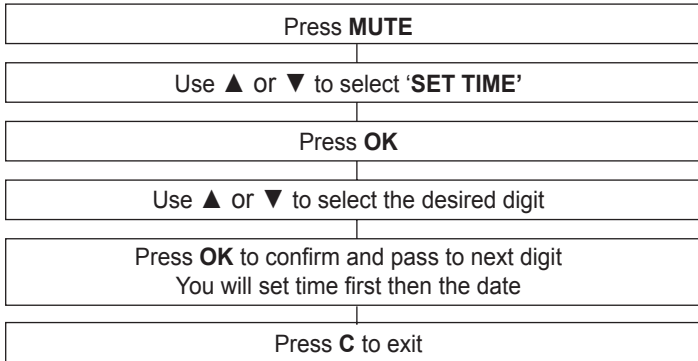 Press MUTE
Use ▲ or ▼ to select ‘SET TIME’
Press OK
Use ▲ or ▼ to select the desired digit
Press OK to confirm and pass to next digit
You will set time first then the date
Press C to exit